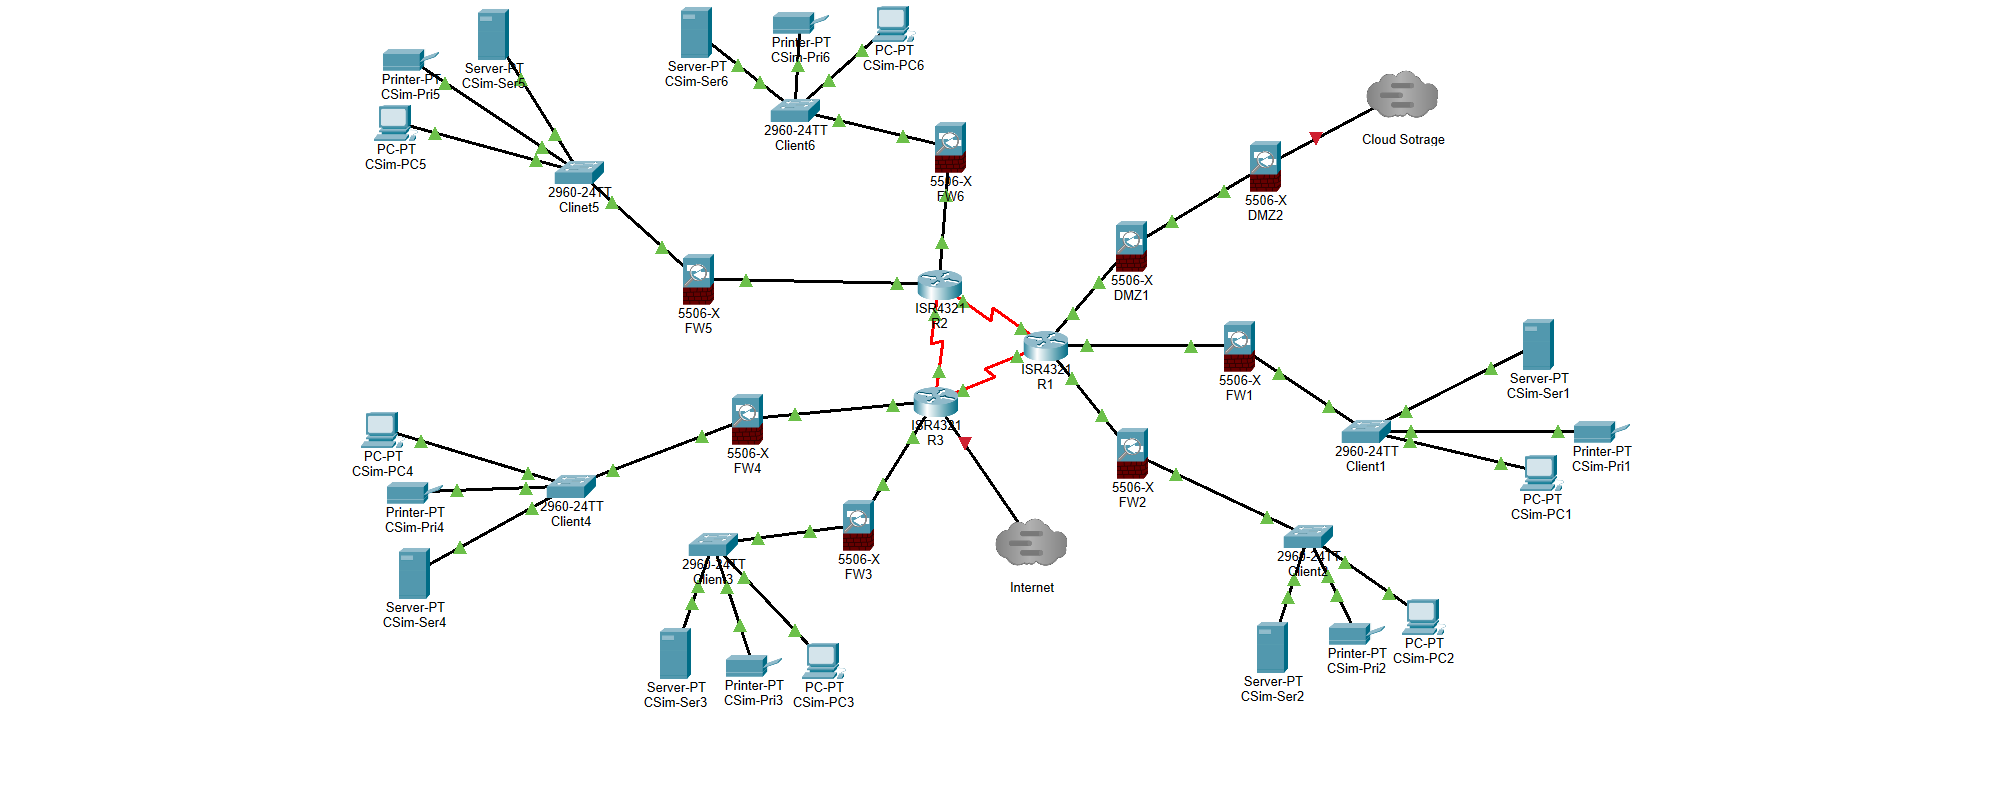 Server-PT
CSim-Ser5
Printer-PT
CSim-Pri5
PC-PT
CSim-PC5
2960-24TT
Clinet5
Server-PT
CSim-Ser6
Printer-PT
CSim-Pri6
PC-PT
CSim-PC6
2960-24TT
Client6
5506-X
FW6
Cloud Sotrage
5506-X
DMZ2
5506-X
DMZ1
5506-X
FW5
ISR4321
R2
ISR4321
R1
5506-X
FW1
Server-PT
CSim-Ser1
2960-24TT
Client1
Printer-PT
CSim-Pri1
PC-PT
CSim-PC1
ISR4321
R3
5506-X
FW4
PC-PT
CSim-PC4
Printer-PT
CSim-Pri4
2960-24TT
Client4
Server-PT
CSim-Ser4
5506-X
FW2
5506-X
FW3
2960-24TT
Client3
Internet
2960-24TT
Client2
Server-PT
CSim-Ser3
Printer-PT
CSim-Pri3
PC-PT
CSim-PC3
Server-PT
CSim-Ser2
Printer-PT
CSim-Pri2
PC-PT
CSim-PC2